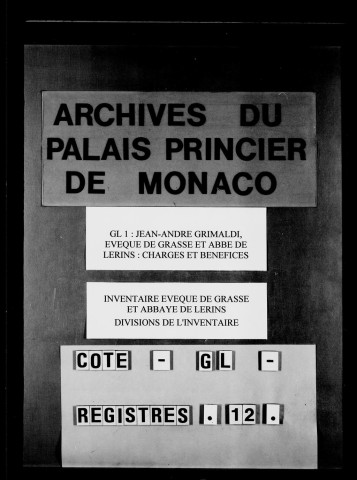 ARCHIVES DU
PALAIS PRINCIER
DE MONACO
GL 1 : JEAN-ANDRE GRIMALDI,
EVEQUE DE GRASSE ET ABBE DE
LERINS : CHARGES ET BENEFICES
INVENTAIRE EVEQUE DE GRASSE
ET ABBAYE DE LERINS
DIVISIONS DE L'INVENTAIRE
COTE - GL -
REGISTRES . 12 .